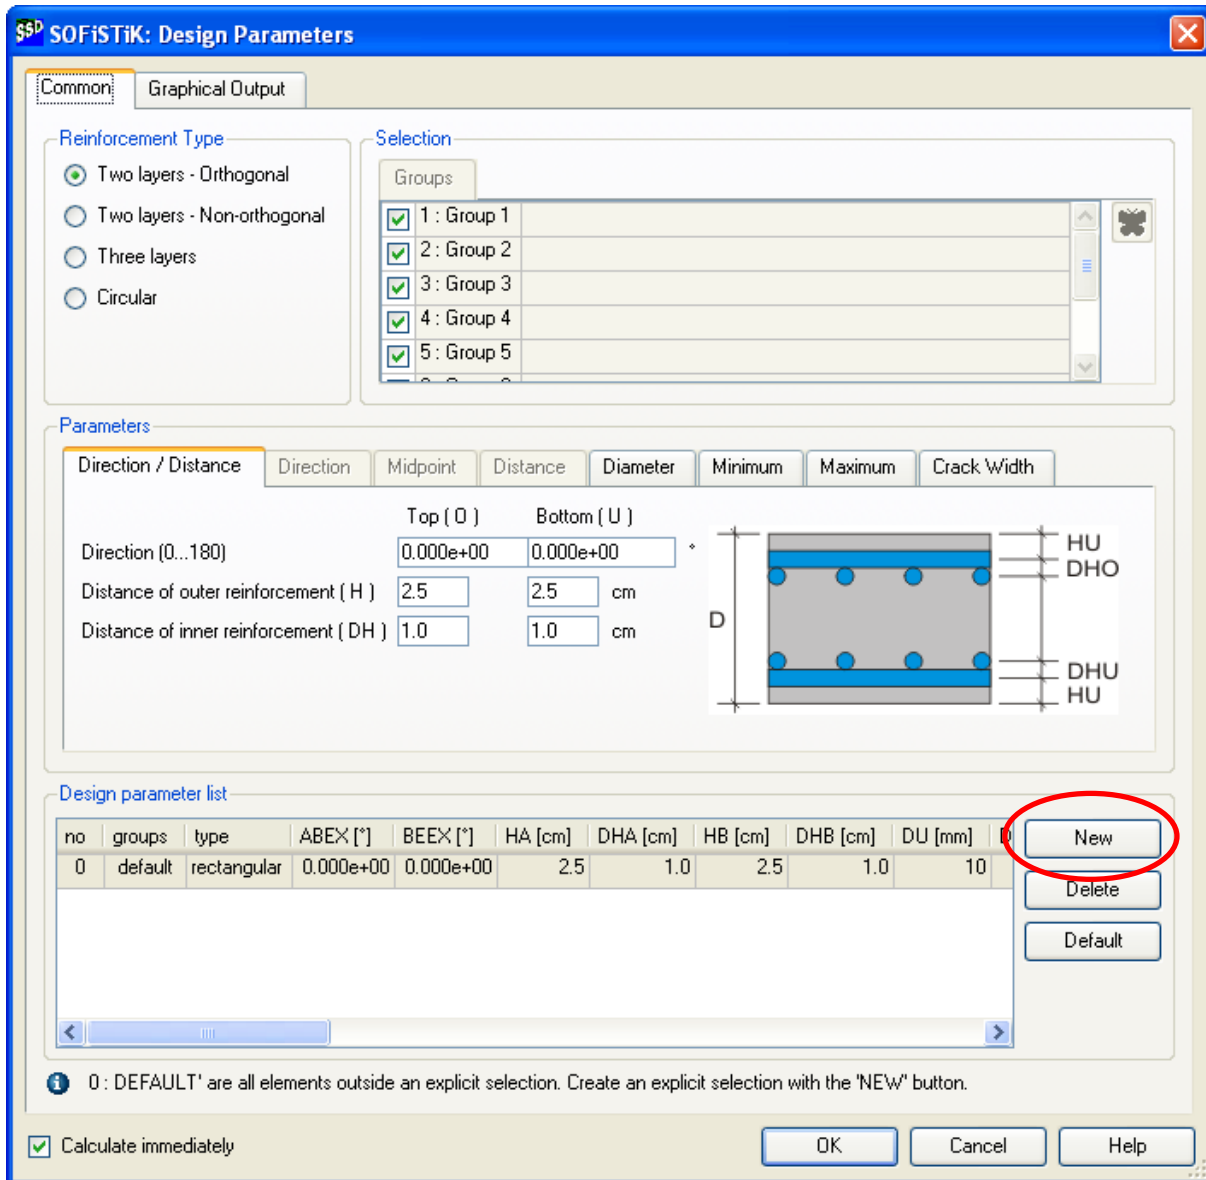 SSD SOFiSTiK: Design Parameters
Common Graphical Output
Reinforcement Type
Two layers - Orthogonal
Two layers - Non-orthogonal
Three layers
Circular
Selection
Groups
1 : Group 1
2 : Group 2
3 : Group 3
4 : Group 4
5 : Group 5
Parameters
Direction / Distance Direction Midpoint Distance Diameter Minimum Maximum Crack Width
Top ( O ) Bottom ( U )
Direction (0...180) 0.000e+00 0.000e+00 °
Distance of outer reinforcement ( H ) 2.5 2.5 cm
Distance of inner reinforcement ( DH ) 1.0 1.0 cm
HU
DHO
D
DHU
HU
Design parameter list
no groups type ABEX [°] BEEX [°] HA [cm] DHA [cm] HB [cm] DHB [cm] DU [mm] D
0 default rectangular 0.000e+00 0.000e+00 2.5 1.0 2.5 1.0 10
New
Delete
Default
0 : DEFAULT' are all elements outside an explicit selection. Create an explicit selection with the 'NEW' button.
Calculate immediately
OK Cancel Help